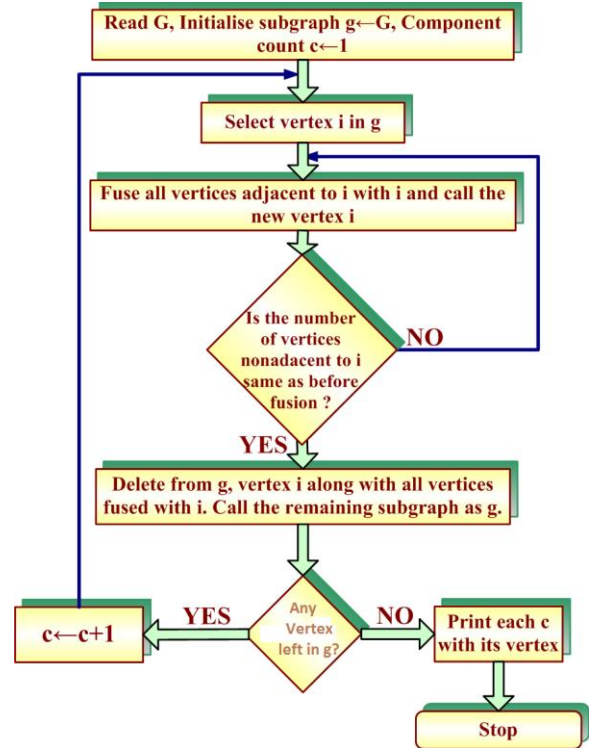 Read G, Initialise subgraph g←G, Component
count c←1
Select vertex i in g
Fuse all vertices adjacent to i with i and call the
new vertex i
Is the number
of vertices
nonadacent to i
same as before
fusion ?
NO
YES
Delete from g, vertex i along with all vertices
fused with i. Call the remaining subgraph as g.
Any
Vertex
left in g?
YES
NO
c←c+1
Print each c
with its vertex
Stop